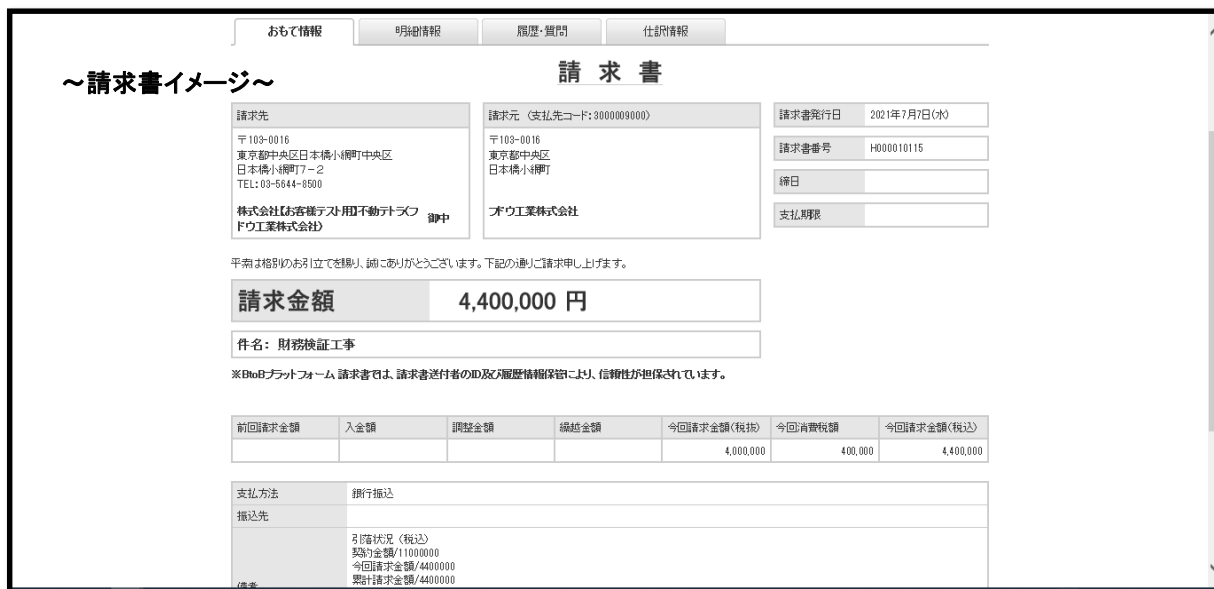 おもて情報 明細情報 履歴・質問 仕訳情報
～請求書イメージ～
請 求 書
請求先
〒103-0016
東京都中央区日本橋小網町中央区
日本橋小網町7－2
TEL:03-5644-8500
株式会社【お客様テスト用】不動テトラ(フ
ドウ工業株式会社) 御中
請求元 （支払先コード:3000009000）
〒103-0016
東京都中央区
日本橋小網町
フドウ工業株式会社
請求書発行日 2021年7月7日(水)
請求書番号 H000010115
締日
支払期限
平素は格別のお引立てを賜り、誠にありがとうございます。下記の通りご請求申し上げます。
請求金額 4,400,000 円
件名: 財務検証工事
※BtoBプラットフォーム 請求書では、請求書送付者のID及び履歴情報保管により、信頼性が担保されています。
前回請求金額 入金額 調整金額 繰越金額 今回請求金額(税抜) 今回消費税額 今回請求金額(税込)
4,000,000 400,000 4,400,000
支払方法 銀行振込
振込先
備考
引落状況（税込）
契約金額/11000000
今回請求金額/4400000
累計請求金額/4400000